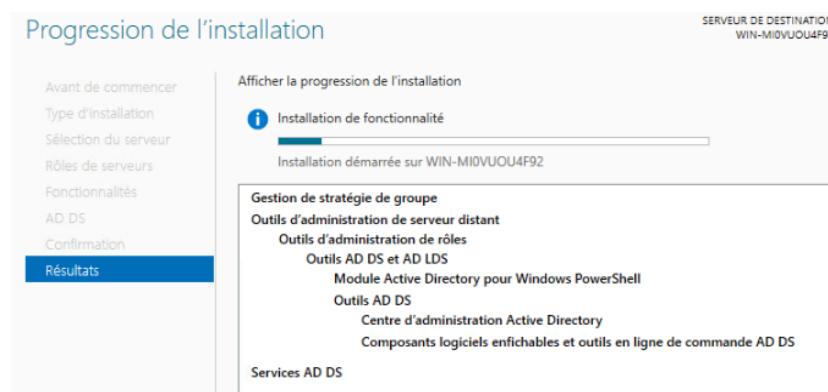 Progression de l'installation
SERVEUR DE DESTINATION
WIN-MI0VUOU4F9
Avant de commencer
Type d'installation
Sélection du serveur
Rôles de serveurs
Fonctionnalités
AD DS
Confirmation
Résultats
Afficher la progression de l'installation
Installation de fonctionnalité
Installation démarrée sur WIN-MI0VUOU4F92
Gestion de stratégie de groupe
Outils d'administration de serveur distant
Outils d'administration de rôles
Outils AD DS et AD LDS
Module Active Directory pour Windows PowerShell
Outils AD DS
Centre d'administration Active Directory
Composants logiciels enfichables et outils en ligne de commande AD DS
Services AD DS